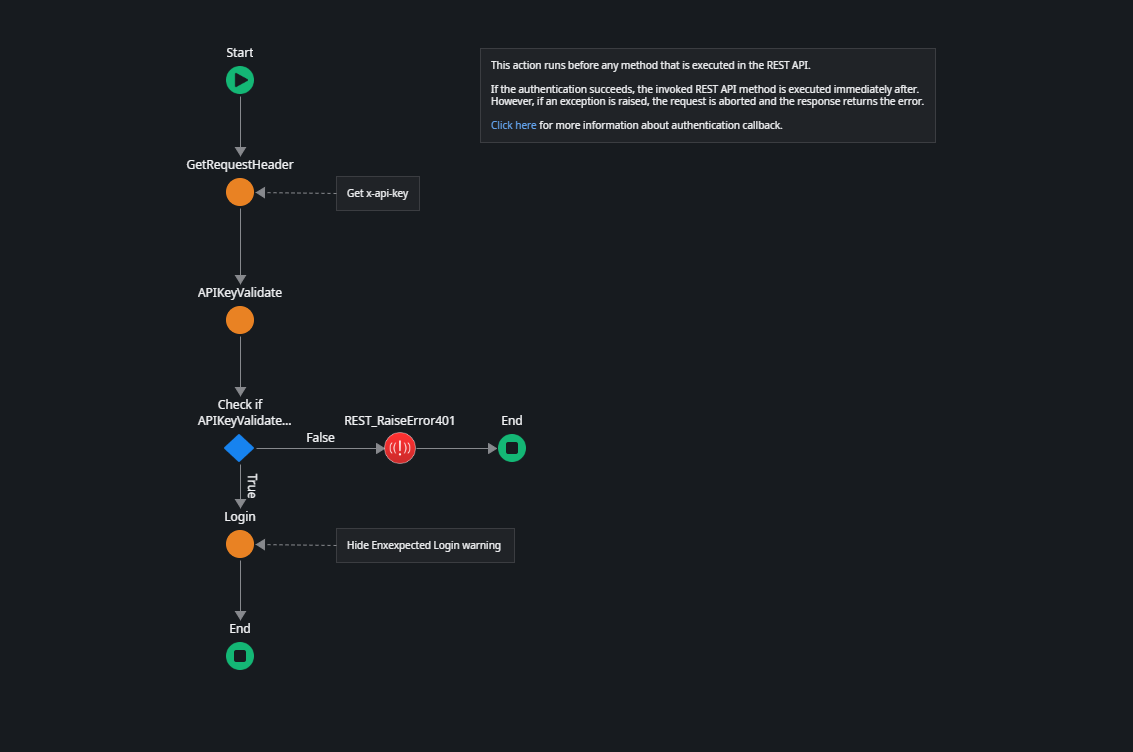 Start
This action runs before any method that is executed in the REST API.
If the authentication succeeds, the invoked REST API method is executed immediately after.
However, if an exception is raised, the request is aborted and the response returns the error.
Click here for more information about authentication callback.
GetRequestHeader
Get x-api-key
APIKeyValidate
Check if
APIKeyValidate...
False
REST_RaiseError401
End
True
Login
Hide Enxexpected Login warning
End